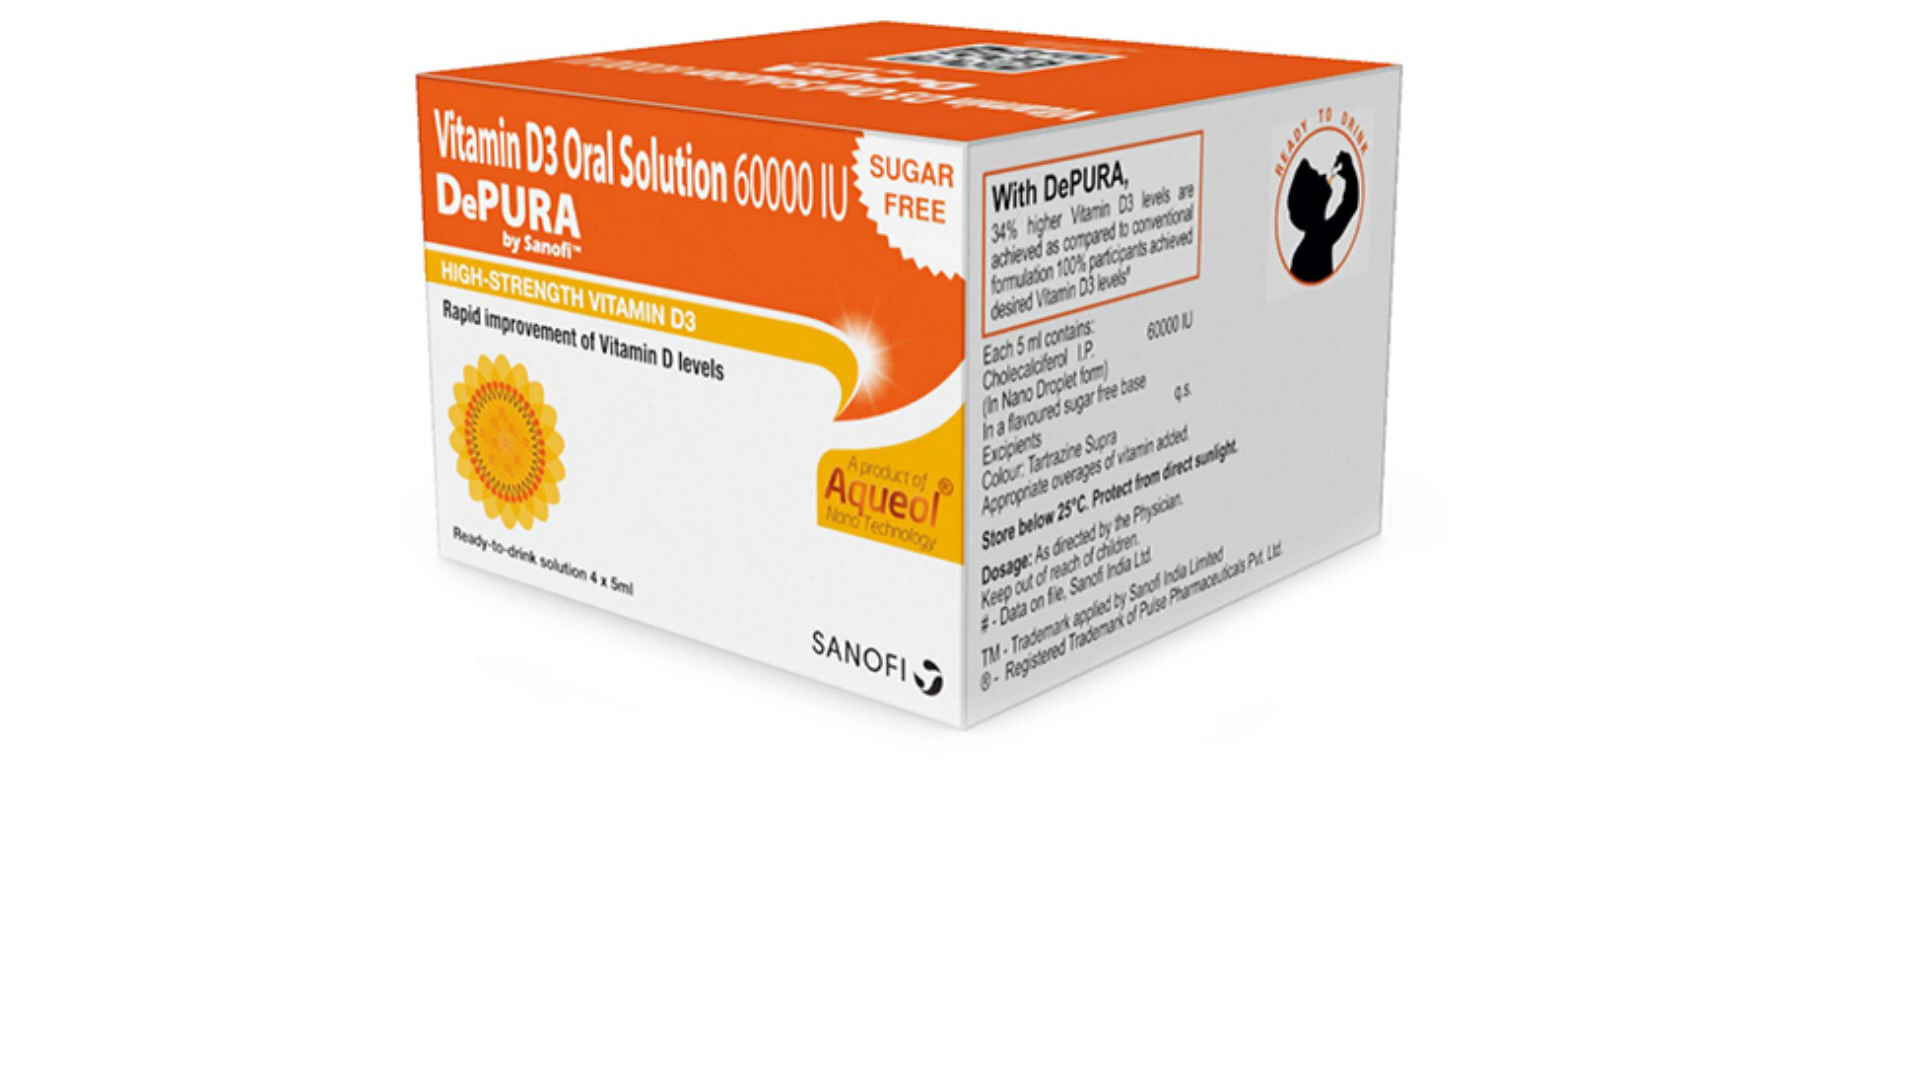 Vitamin D3 Oral Solution 60000 IU
DePURA
by Sanofi™
SUGAR
FREE
HIGH-STRENGTH VITAMIN D3
Rapid improvement of Vitamin D levels
A product of
Aqueol®
Nano Technology
Ready-to-drink solution 4 x 5ml
SANOFI
Vitamin D3 Oral Solution
DePURA
With DePURA,
34% higher Vitamin D3 levels are
achieved as compared to conventional
formulation 100% participants achieved
desired Vitamin D3 levels#
READY TO DRINK
Each 5 ml contains:
Cholecalciferol I.P. 60000 IU
(In Nano Droplet form)
In a flavoured sugar free base
Excipients q.s.
Colour: Tartrazine Supra
Appropriate overages of vitamin added.
Store below 25°C. Protect from direct sunlight.
Dosage: As directed by the Physician.
Keep out of reach of children.
# - Data on file, Sanofi India Ltd.
TM - Trademark applied by Sanofi India Limited
® - Registered Trademark of Pulse Pharmaceuticals Pvt. Ltd.